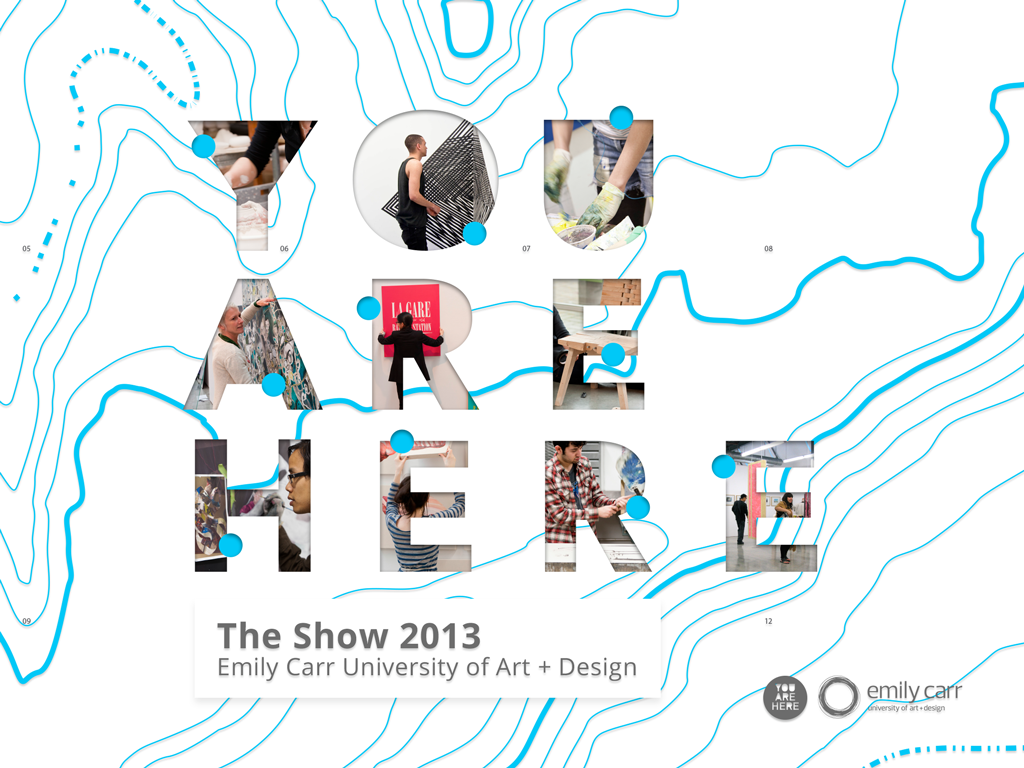 YOU
05 06 07 08
ARE
LA GARE
HERE
09 12
The Show 2013
Emily Carr University of Art + Design
YOU
ARE
HERE
emily carr
university of art+design